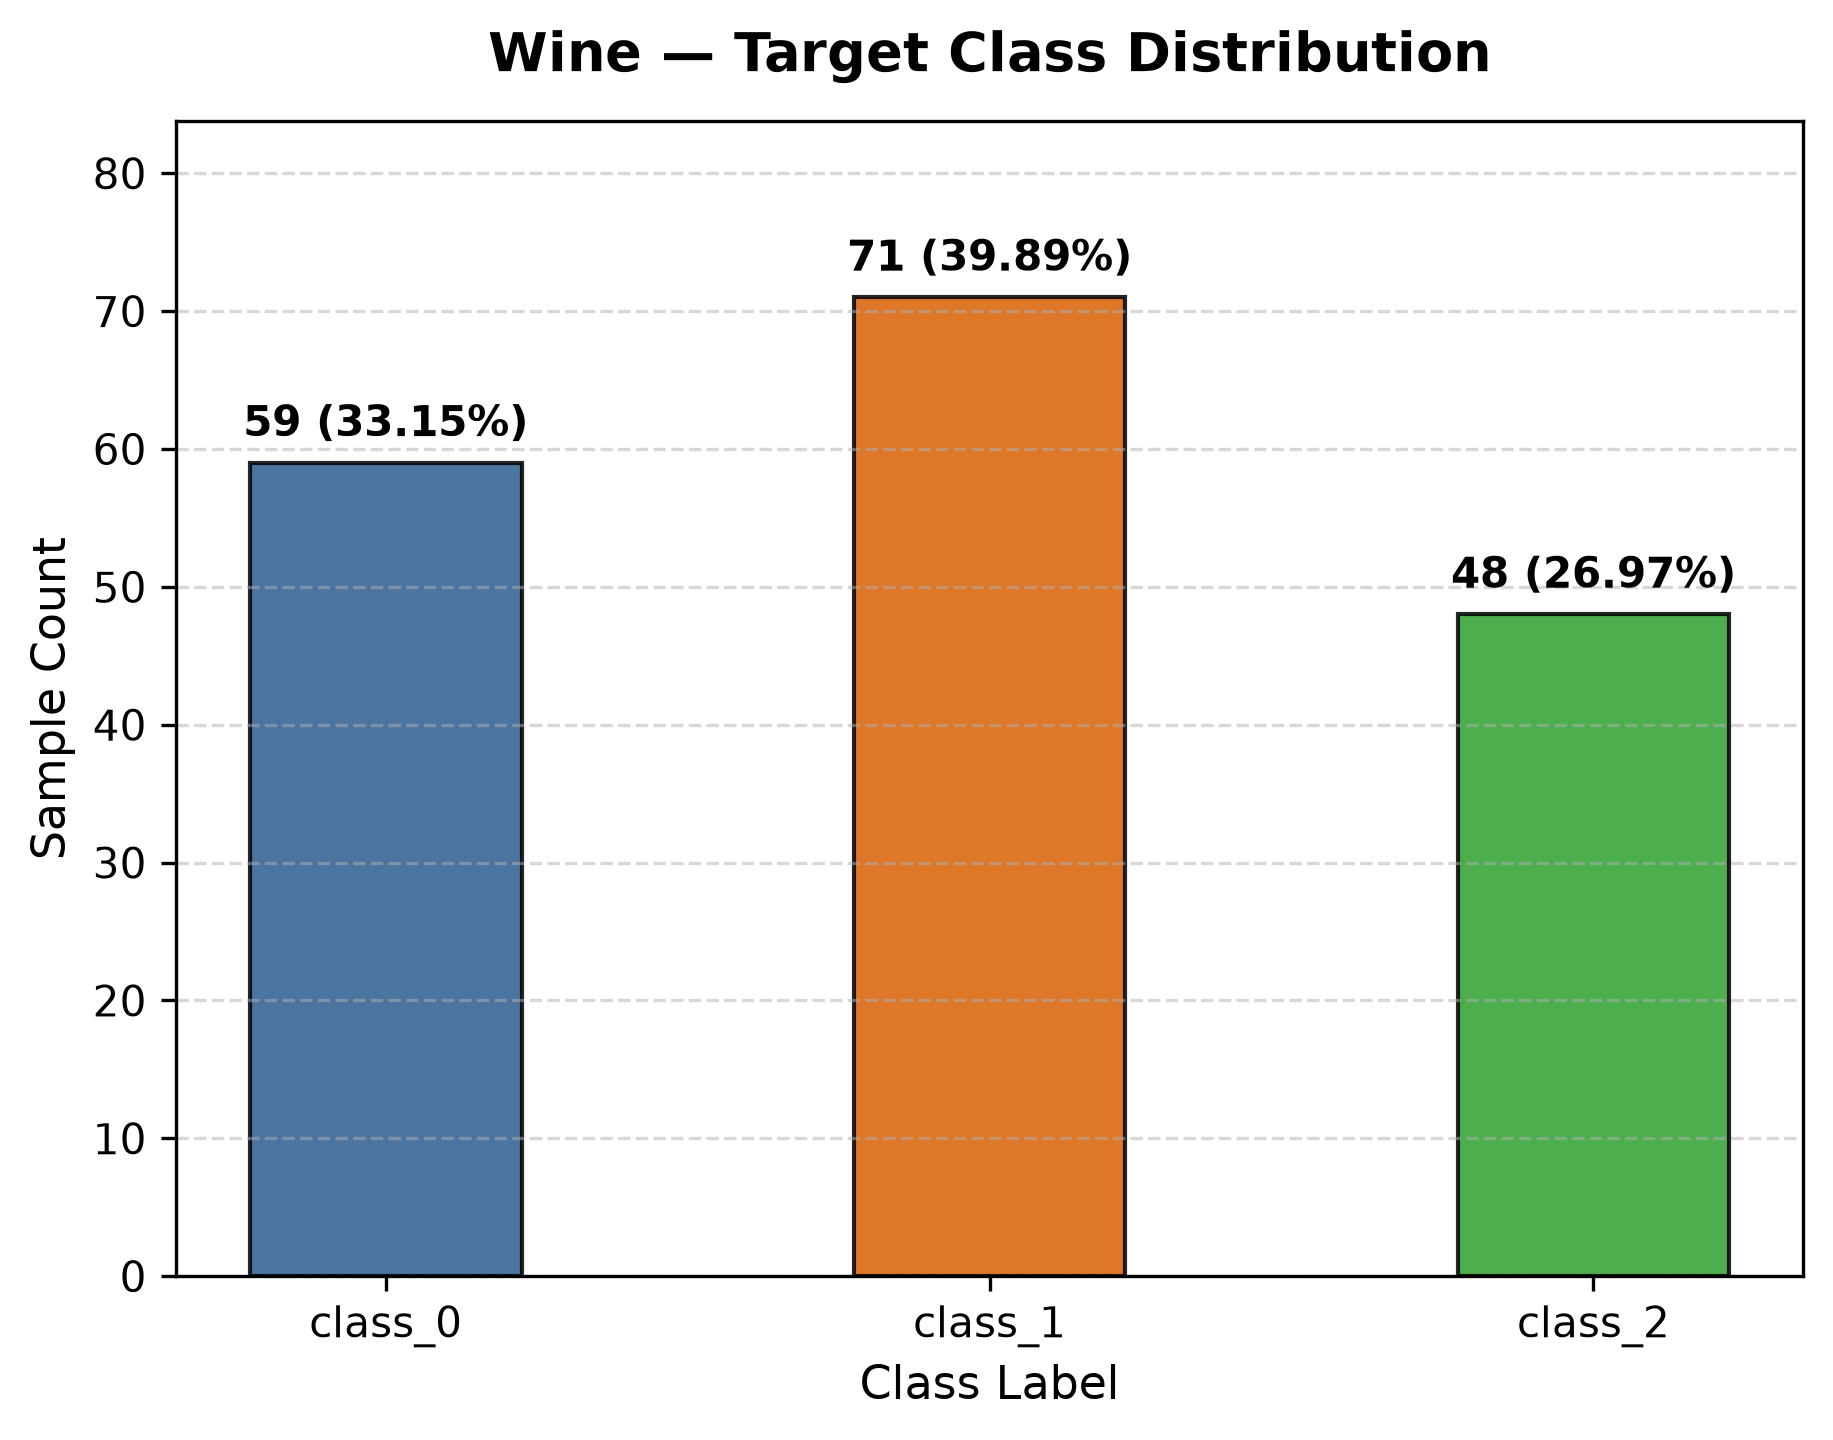 Wine — Target Class Distribution
80
70
60
50
40
30
20
10
0
Sample Count
59 (33.15%)
71 (39.89%)
48 (26.97%)
class_0
class_1
class_2
Class Label